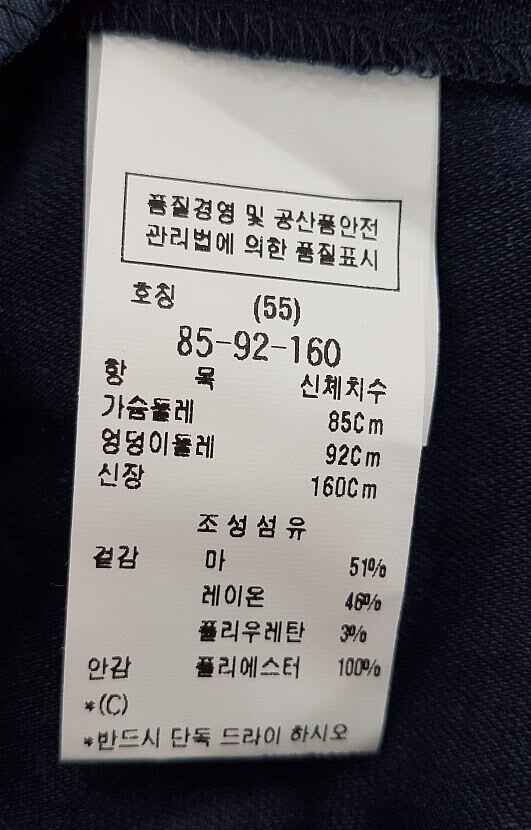 품질경영 및 공산품안전
관리법에 의한 품질표시
호칭 (55)
85-92-160
항 목 신체치수
가슴둘레 85Cm
엉덩이둘레 92Cm
신장 160Cm
조성섬유
겉감 마 51%
레이온 46%
폴리우레탄 3%
안감 폴리에스터 100%
*(C)
*반드시 단독 드라이 하시오